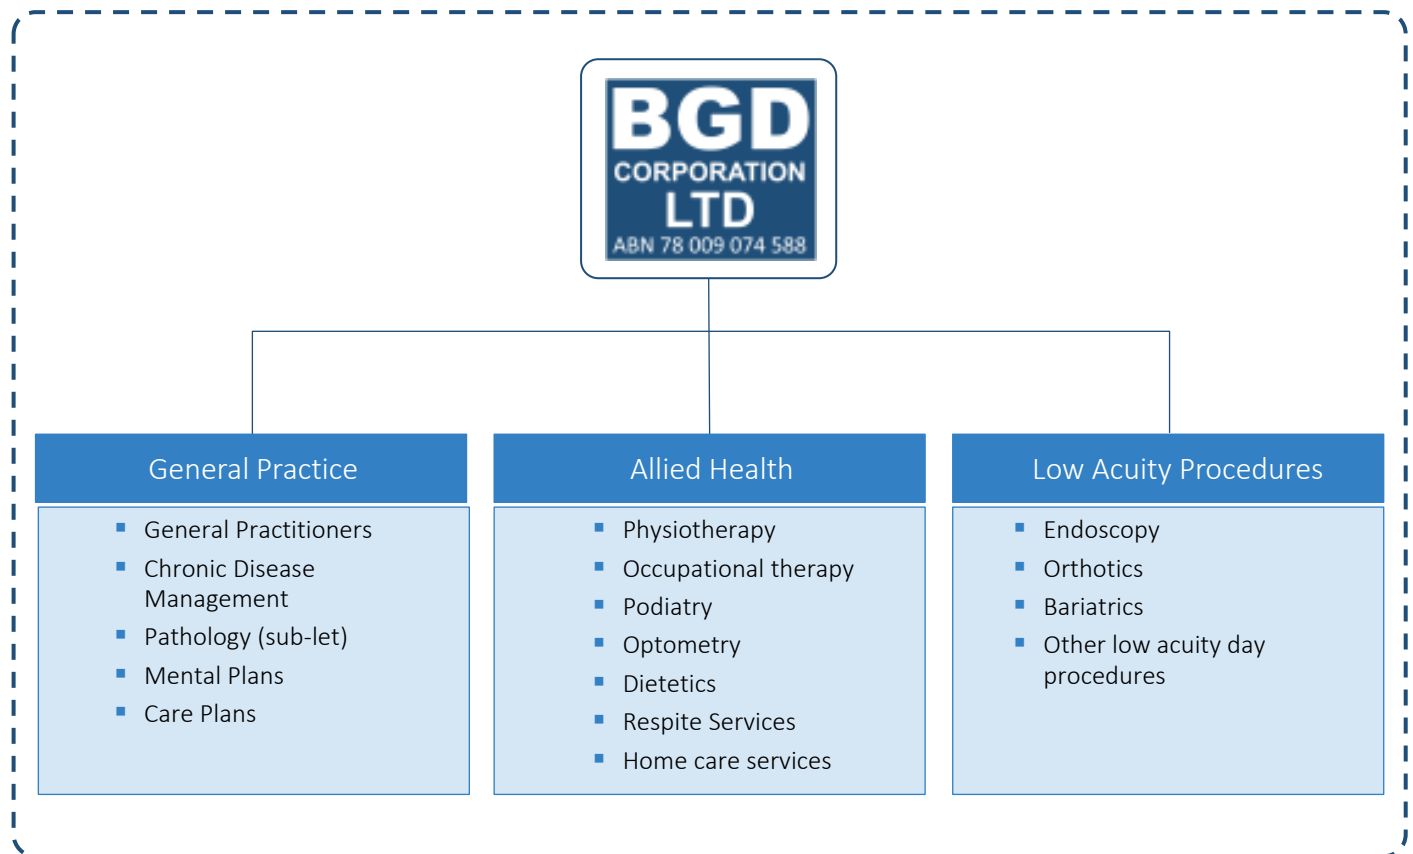 BGD
CORPORATION
LTD
ABN 78 009 074 588
General Practice
General Practitioners
Chronic Disease
Management
Pathology (sub-let)
Mental Plans
Care Plans
Allied Health
Physiotherapy
Occupational therapy
Podiatry
Optometry
Dietetics
Respite Services
Home care services
Low Acuity Procedures
Endoscopy
Orthotics
Bariatrics
Other low acuity day
procedures